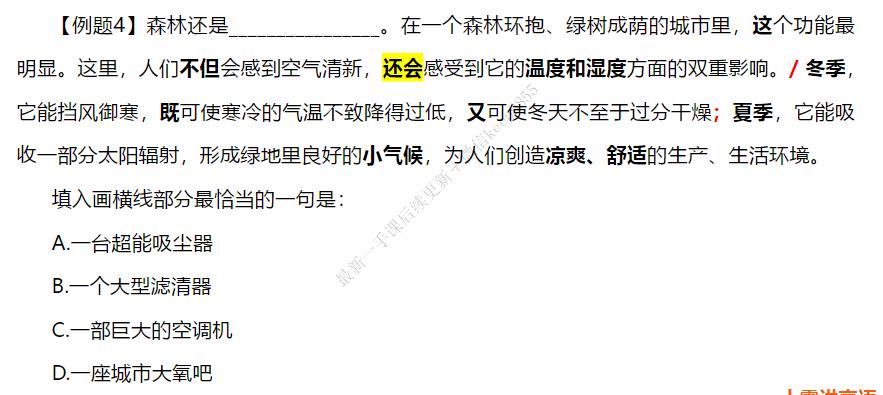 【例题4】森林还是________________。在一个森林环抱、绿树成荫的城市里，这个功能最
明显。这里，人们不但会感到空气清新，还会感受到它的温度和湿度方面的双重影响。/ 冬季，
它能挡风御寒，既可使寒冷的气温不致降得过低，又可使冬天不至于过分干燥；夏季，它能吸
收一部分太阳辐射，形成绿地里良好的小气候，为人们创造凉爽、舒适的生产、生活环境。
填入画横线部分最恰当的一句是：
A.一台超能吸尘器
B.一个大型滤清器
C.一部巨大的空调机
D.一座城市大氧吧
最新一手课后续更新